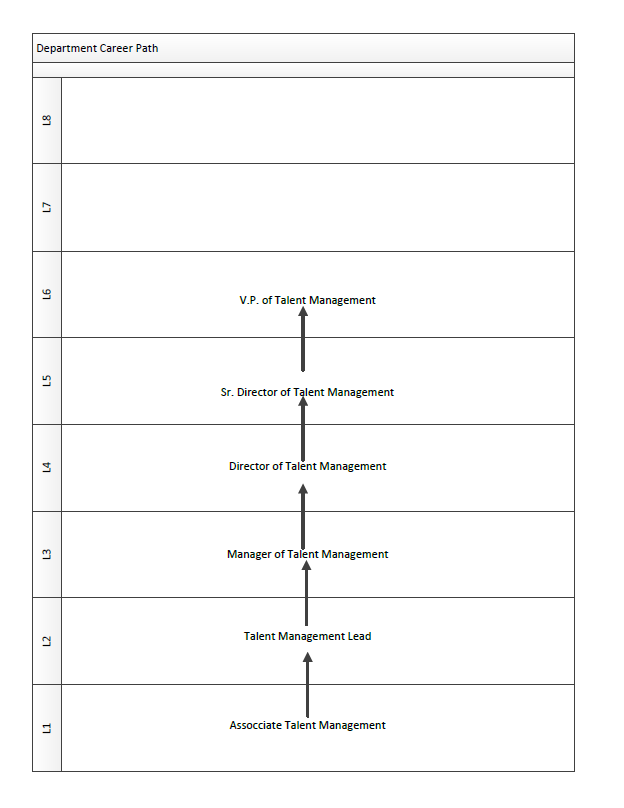 Department Career Path
L8
L7
L6
V.P. of Talent Management
L5
Sr. Director of Talent Management
L4
Director of Talent Management
L3
Manager of Talent Management
L2
Talent Management Lead
L1
Assocciate Talent Management